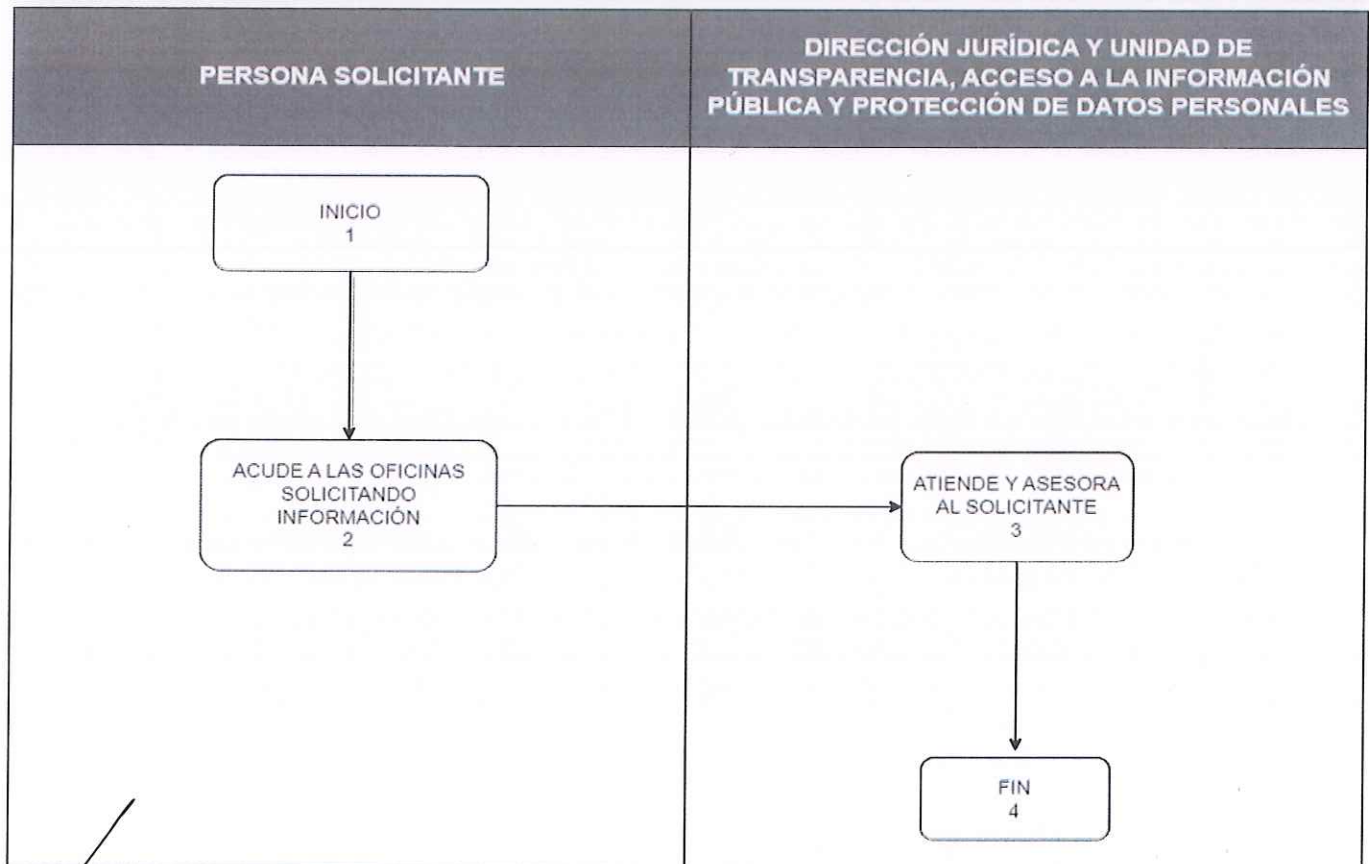 PERSONA SOLICITANTE
DIRECCIÓN JURÍDICA Y UNIDAD DE
TRANSPARENCIA, ACCESO A LA INFORMACIÓN
PÚBLICA Y PROTECCIÓN DE DATOS PERSONALES
INICIO
1
ACUDE A LAS OFICINAS
SOLICITANDO
INFORMACIÓN
2
ATIENDE Y ASESORA
AL SOLICITANTE
3
FIN
4